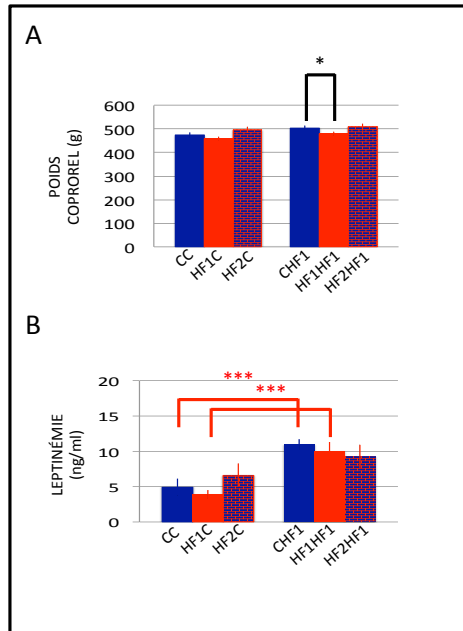 A
*
POIDS
COPROREL (g)
600
500
400
300
200
100
0
CC
HF1C
HF2C
CHF1
HF1HF1
HF2HF1
B
***
***
LEPTINÉMIE
(ng/ml)
20
15
10
5
0
CC
HF1C
HF2C
CHF1
HF1HF1
HF2HF1